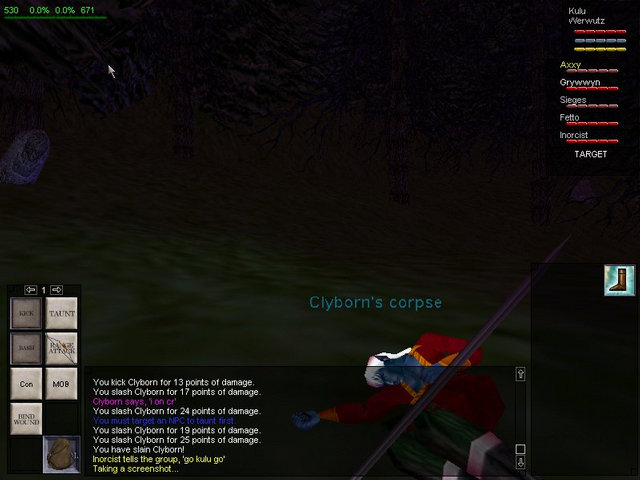 530 0.0% 0.0% 671
Kulu
Werwutz
Axxy
Grywwyn
Sieges
Fetto
Inorcist
TARGET
Clyborn's corpse
1
KICK
TAUNT
BASH
RANGE ATTACK
Con
MOB
BIND WOUND
You kick Clyborn for 13 points of damage.
You slash Clyborn for 17 points of damage.
Clyborn says, 'i on cr'
You slash Clyborn for 24 points of damage.
You must target an NPC to taunt first.
You slash Clyborn for 19 points of damage.
You slash Clyborn for 25 points of damage.
You have slain Clyborn!
Inorcist tells the group, 'go kulu go'
Taking a screenshot...